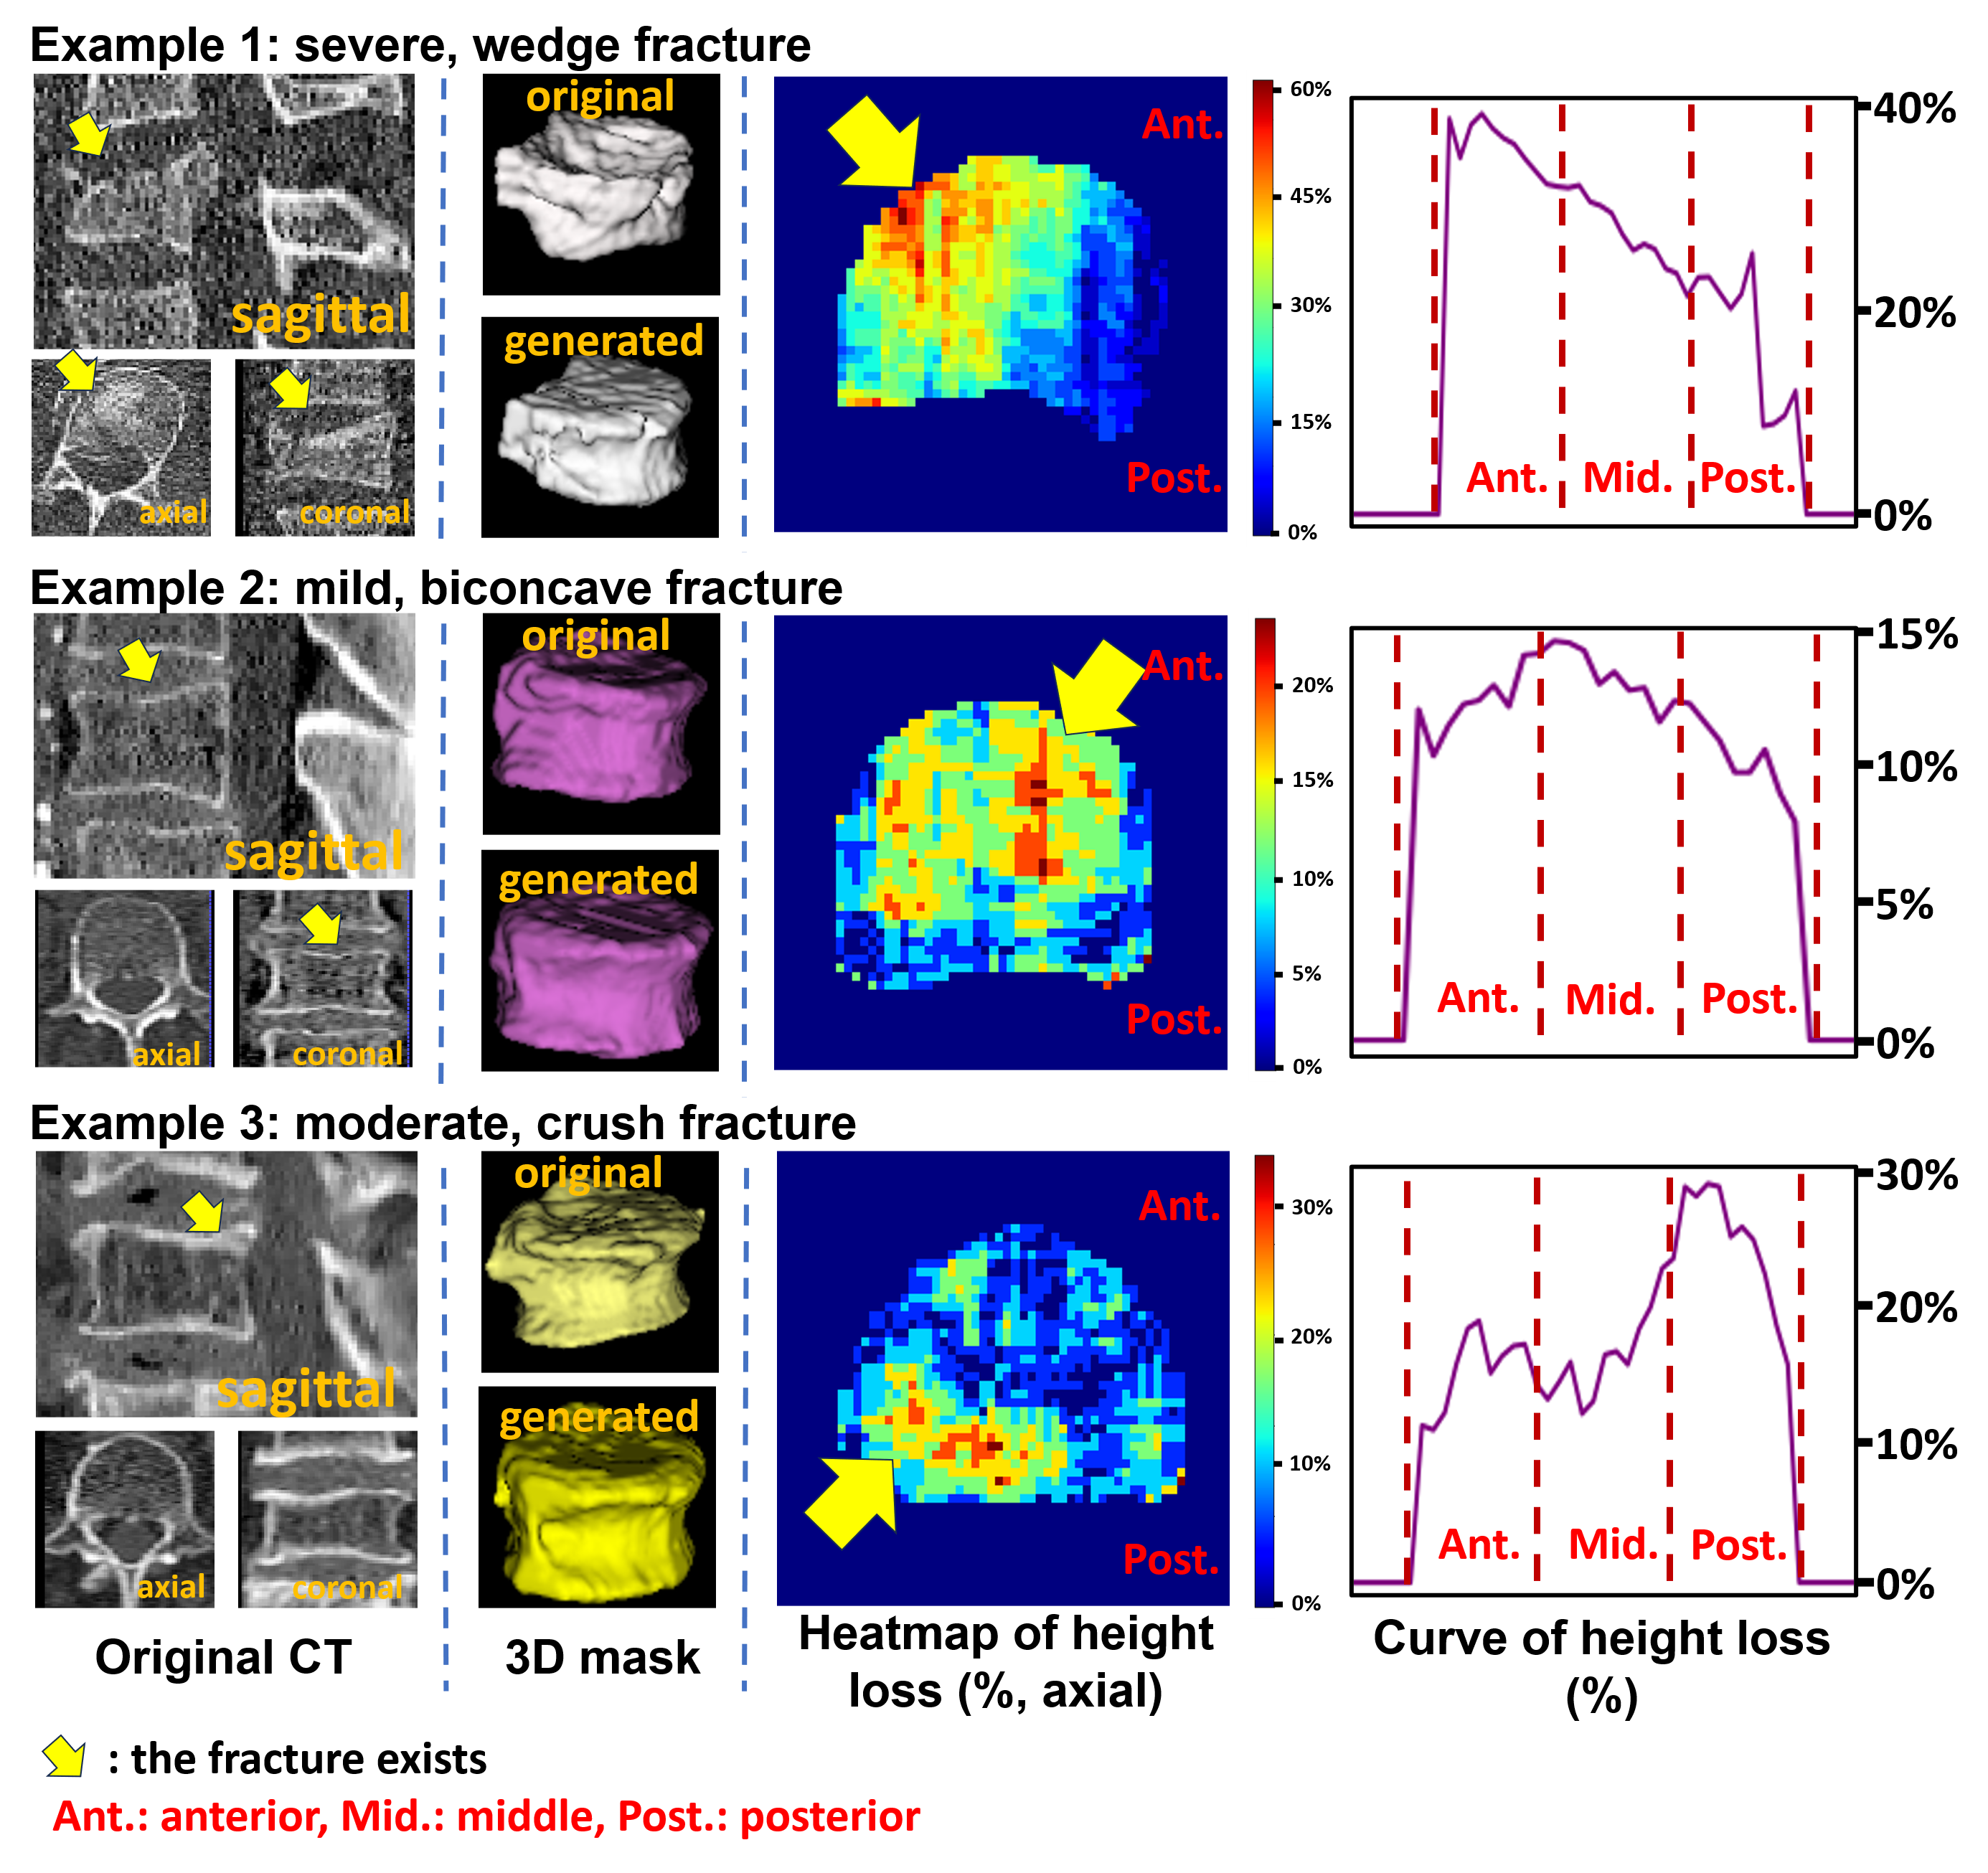 Example 1: severe, wedge fracture
sagittal
axial
coronal
original
generated
Ant.
Post.
60%
45%
30%
15%
0%
40%
20%
0%
Ant. Mid. Post.
Example 2: mild, biconcave fracture
sagittal
axial
coronal
original
generated
Ant.
Post.
20%
15%
10%
5%
0%
15%
10%
5%
0%
Ant. Mid. Post.
Example 3: moderate, crush fracture
sagittal
axial
coronal
original
generated
Ant.
Post.
30%
20%
10%
0%
30%
20%
10%
0%
Ant. Mid. Post.
Original CT
3D mask
Heatmap of height
loss (%, axial)
Curve of height loss
(%)
: the fracture exists
Ant.: anterior, Mid.: middle, Post.: posterior